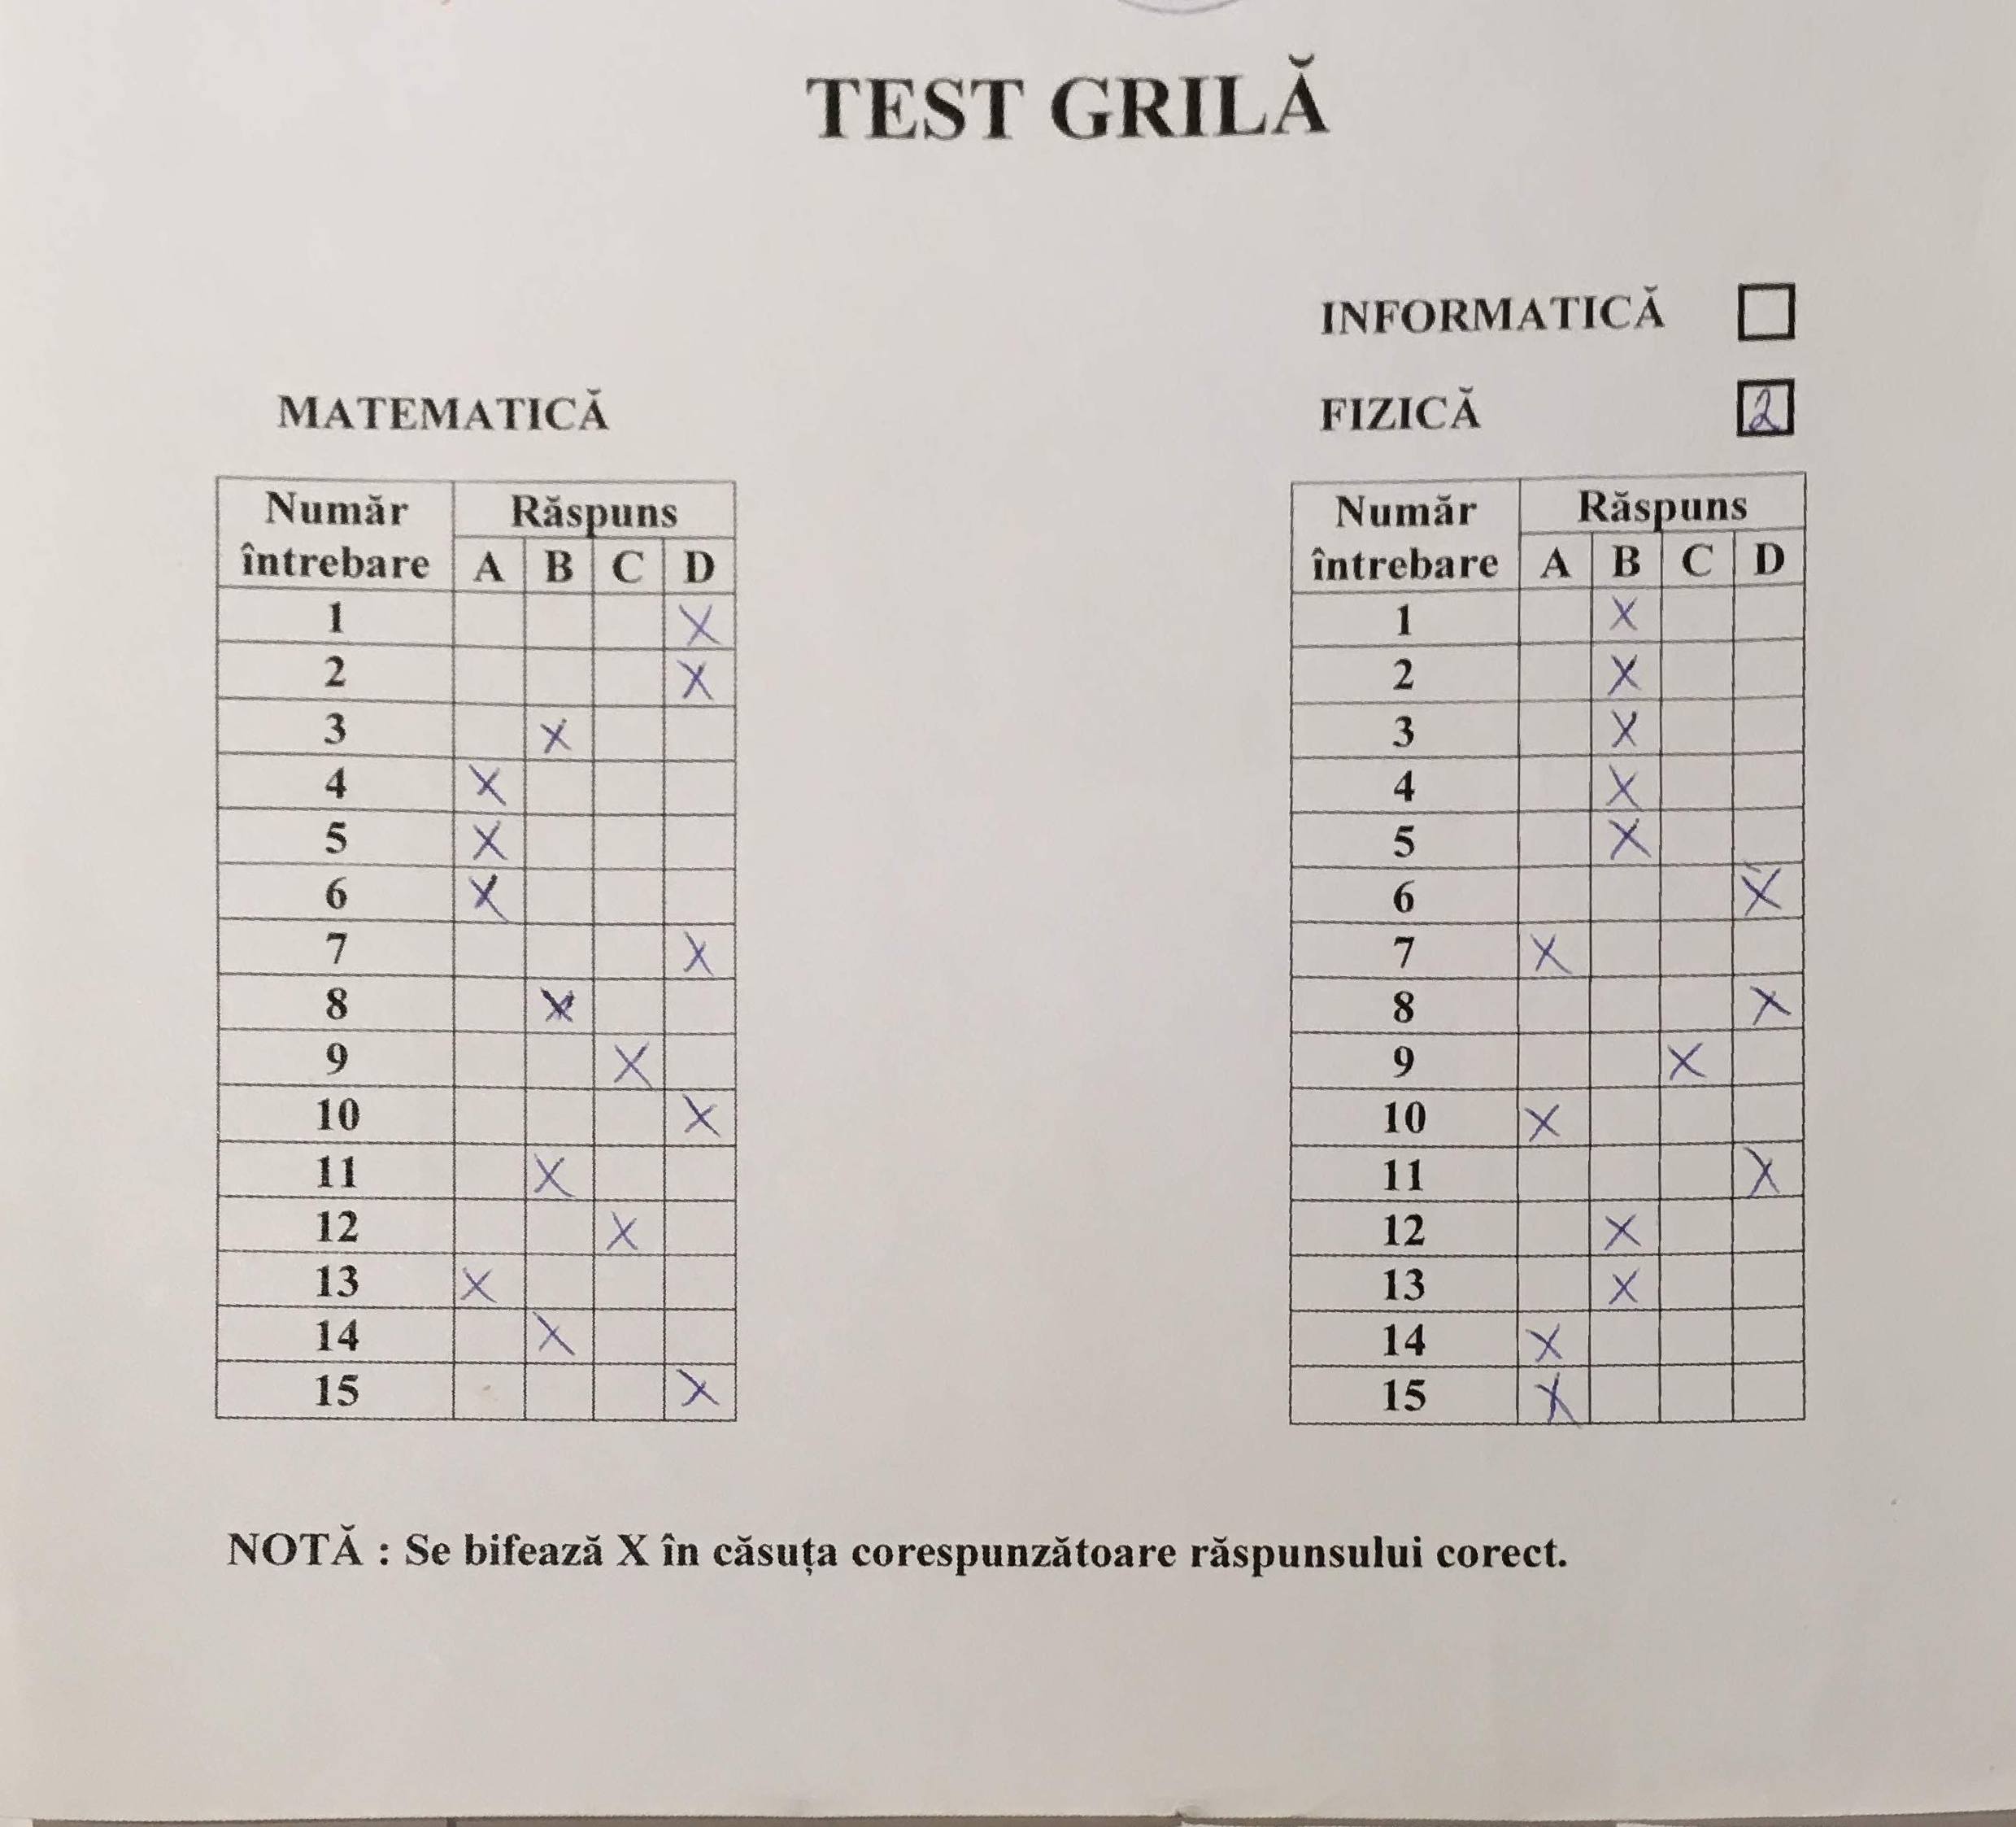 TEST GRILĂ
INFORMATICĂ
FIZICĂ 2
MATEMATICĂ
Număr întrebare Răspuns
A B C D
1 X
2 X
3 X
4 X
5 X
6 X
7 X
8 X
9 X
10 X
11 X
12 X
13 X
14 X
15 X
Număr întrebare Răspuns
A B C D
1 X
2 X
3 X
4 X
5 X
6 X
7 X
8 X
9 X
10 X
11 X
12 X
13 X
14 X
15 X
NOTĂ : Se bifează X în căsuța corespunzătoare răspunsului corect.